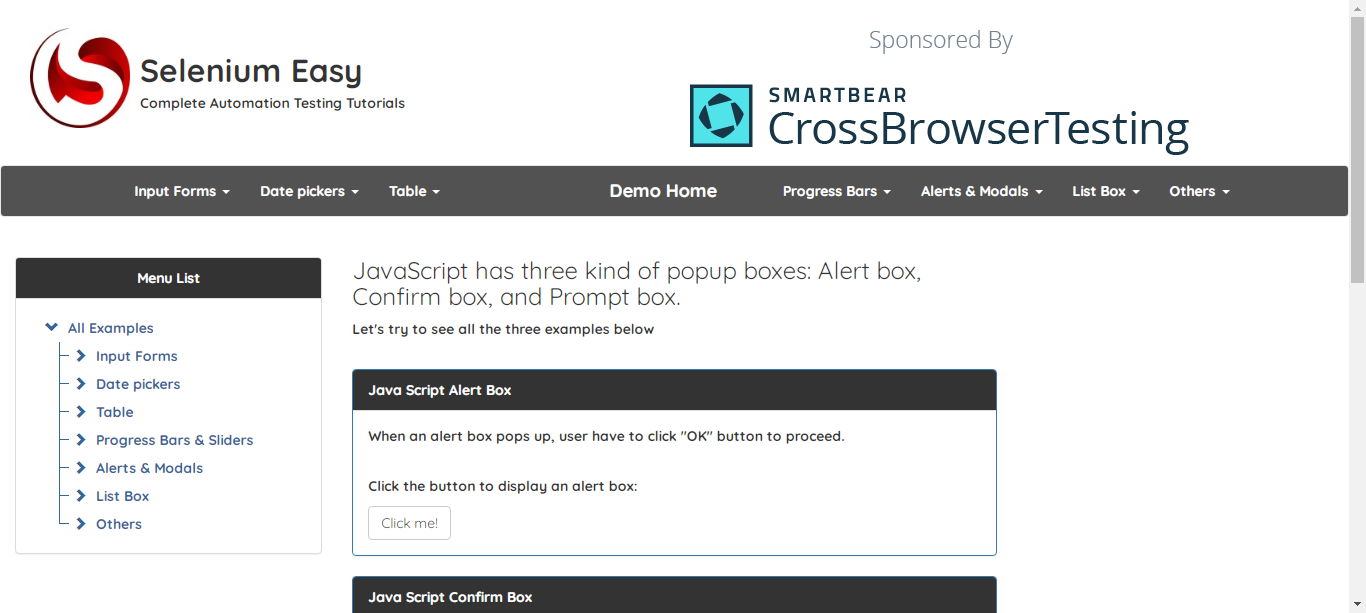 Selenium Easy
Complete Automation Testing Tutorials
Sponsored By
SMARTBEAR
CrossBrowserTesting
Input Forms Date pickers Table Demo Home Progress Bars Alerts & Modals List Box Others
Menu List
All Examples
Input Forms
Date pickers
Table
Progress Bars & Sliders
Alerts & Modals
List Box
Others
JavaScript has three kind of popup boxes: Alert box,
Confirm box, and Prompt box.
Let's try to see all the three examples below
Java Script Alert Box
When an alert box pops up, user have to click "OK" button to proceed.
Click the button to display an alert box:
Click me!
Java Script Confirm Box